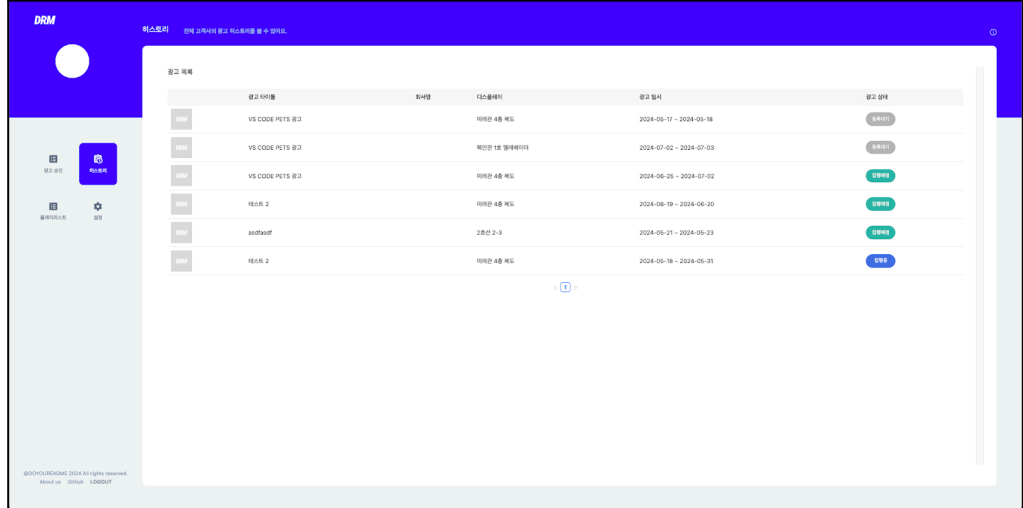 DRM
히스토리 전체 고객사의 광고 히스토리를 볼 수 있어요.
광고 승인 히스토리
플레이리스트 설정
광고 목록
광고 타이틀 회사명 디스플레이 광고 일시 광고 상태
DRM VS CODE PETS 광고 미래관 4층 복도 2024-05-17 ~ 2024-05-18 등록대기
DRM VS CODE PETS 광고 북악관 1호 엘레베이터 2024-07-02 ~ 2024-07-03 등록대기
DRM VS CODE PETS 광고 미래관 4층 복도 2024-06-25 ~ 2024-07-02 집행예정
DRM 테스트 2 미래관 4층 복도 2024-06-19 ~ 2024-06-20 집행예정
DRM asdfasdf 2호선 2-3 2024-05-21 ~ 2024-05-23 집행예정
DRM 테스트 2 미래관 4층 복도 2024-05-18 ~ 2024-05-31 집행중
< 1 >
@DOYOUREADME 2024 All rights reserved.
About us Github LOGOUT